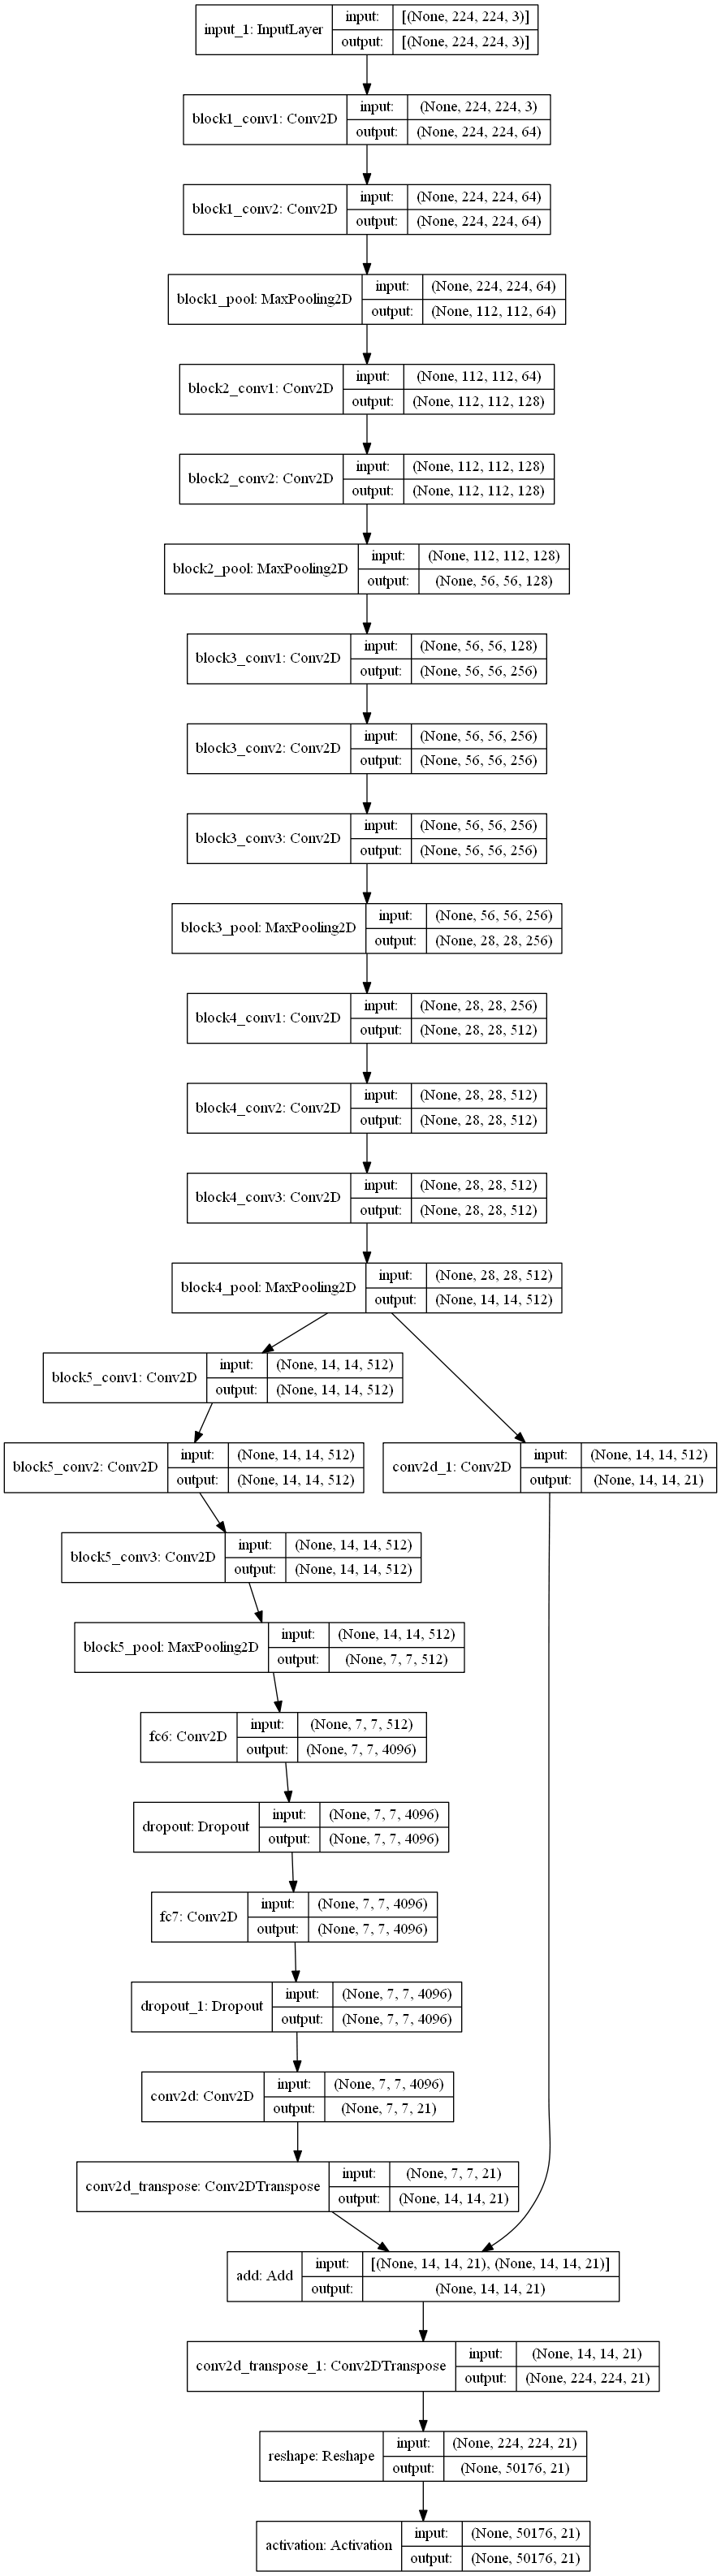 input_1: InputLayer
input: [(None, 224, 224, 3)]
output: [(None, 224, 224, 3)]
block1_conv1: Conv2D
input: (None, 224, 224, 3)
output: (None, 224, 224, 64)
block1_conv2: Conv2D
input: (None, 224, 224, 64)
output: (None, 224, 224, 64)
block1_pool: MaxPooling2D
input: (None, 224, 224, 64)
output: (None, 112, 112, 64)
block2_conv1: Conv2D
input: (None, 112, 112, 64)
output: (None, 112, 112, 128)
block2_conv2: Conv2D
input: (None, 112, 112, 128)
output: (None, 112, 112, 128)
block2_pool: MaxPooling2D
input: (None, 112, 112, 128)
output: (None, 56, 56, 128)
block3_conv1: Conv2D
input: (None, 56, 56, 128)
output: (None, 56, 56, 256)
block3_conv2: Conv2D
input: (None, 56, 56, 256)
output: (None, 56, 56, 256)
block3_conv3: Conv2D
input: (None, 56, 56, 256)
output: (None, 56, 56, 256)
block3_pool: MaxPooling2D
input: (None, 56, 56, 256)
output: (None, 28, 28, 256)
block4_conv1: Conv2D
input: (None, 28, 28, 256)
output: (None, 28, 28, 512)
block4_conv2: Conv2D
input: (None, 28, 28, 512)
output: (None, 28, 28, 512)
block4_conv3: Conv2D
input: (None, 28, 28, 512)
output: (None, 28, 28, 512)
block4_pool: MaxPooling2D
input: (None, 28, 28, 512)
output: (None, 14, 14, 512)
block5_conv1: Conv2D
input: (None, 14, 14, 512)
output: (None, 14, 14, 512)
block5_conv2: Conv2D
input: (None, 14, 14, 512)
output: (None, 14, 14, 512)
conv2d_1: Conv2D
input: (None, 14, 14, 512)
output: (None, 14, 14, 21)
block5_conv3: Conv2D
input: (None, 14, 14, 512)
output: (None, 14, 14, 512)
block5_pool: MaxPooling2D
input: (None, 14, 14, 512)
output: (None, 7, 7, 512)
fc6: Conv2D
input: (None, 7, 7, 512)
output: (None, 7, 7, 4096)
dropout: Dropout
input: (None, 7, 7, 4096)
output: (None, 7, 7, 4096)
fc7: Conv2D
input: (None, 7, 7, 4096)
output: (None, 7, 7, 4096)
dropout_1: Dropout
input: (None, 7, 7, 4096)
output: (None, 7, 7, 4096)
conv2d: Conv2D
input: (None, 7, 7, 4096)
output: (None, 7, 7, 21)
conv2d_transpose: Conv2DTranspose
input: (None, 7, 7, 21)
output: (None, 14, 14, 21)
add: Add
input: [(None, 14, 14, 21), (None, 14, 14, 21)]
output: (None, 14, 14, 21)
conv2d_transpose_1: Conv2DTranspose
input: (None, 14, 14, 21)
output: (None, 224, 224, 21)
reshape: Reshape
input: (None, 224, 224, 21)
output: (None, 50176, 21)
activation: Activation
input: (None, 50176, 21)
output: (None, 50176, 21)